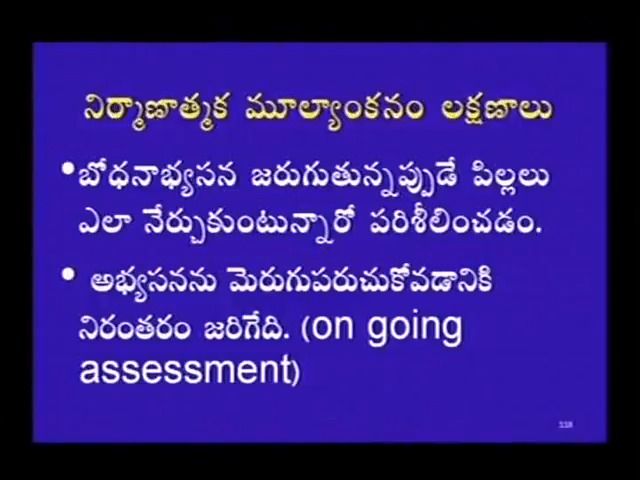 నిర్మాణాత్మక మూల్యాంకనం లక్షణాలు
•బోధనాభ్యసన జరుగుతున్నప్పుడే పిల్లలు
ఎలా నేర్చుకుంటున్నారో పరిశీలించడం.
• అభ్యసనను మెరుగుపరుచుకోవడానికి
నిరంతరం జరిగేది. (on going
assessment)